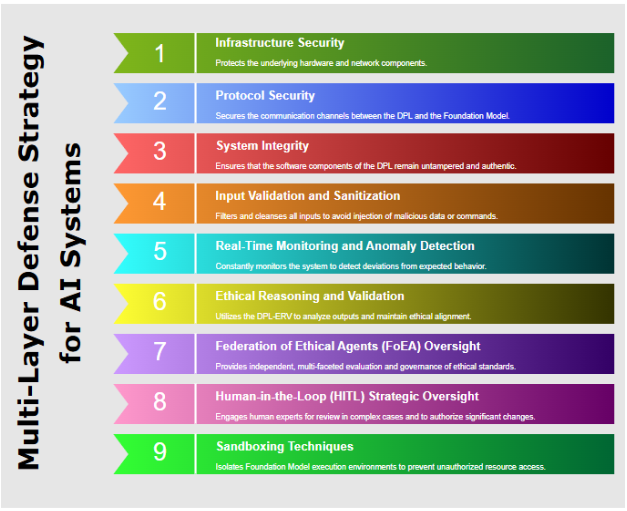 Multi-Layer Defense Strategy
for AI Systems
1
Infrastructure Security
Protects the underlying hardware and network components.
2
Protocol Security
Secures the communication channels between the DPL and the Foundation Model.
3
System Integrity
Ensures that the software components of the DPL remain untampered and authentic.
4
Input Validation and Sanitization
Filters and cleanses all inputs to avoid injection of malicious data or commands.
5
Real-Time Monitoring and Anomaly Detection
Constantly monitors the system to detect deviations from expected behavior.
6
Ethical Reasoning and Validation
Utilizes the DPL-ERV to analyze outputs and maintain ethical alignment.
7
Federation of Ethical Agents (FoEA) Oversight
Provides independent, multi-faceted evaluation and governance of ethical standards.
8
Human-in-the-Loop (HITL) Strategic Oversight
Engages human experts for review in complex cases and to authorize significant changes.
9
Sandboxing Techniques
Isolates Foundation Model execution environments to prevent unauthorized resource access.